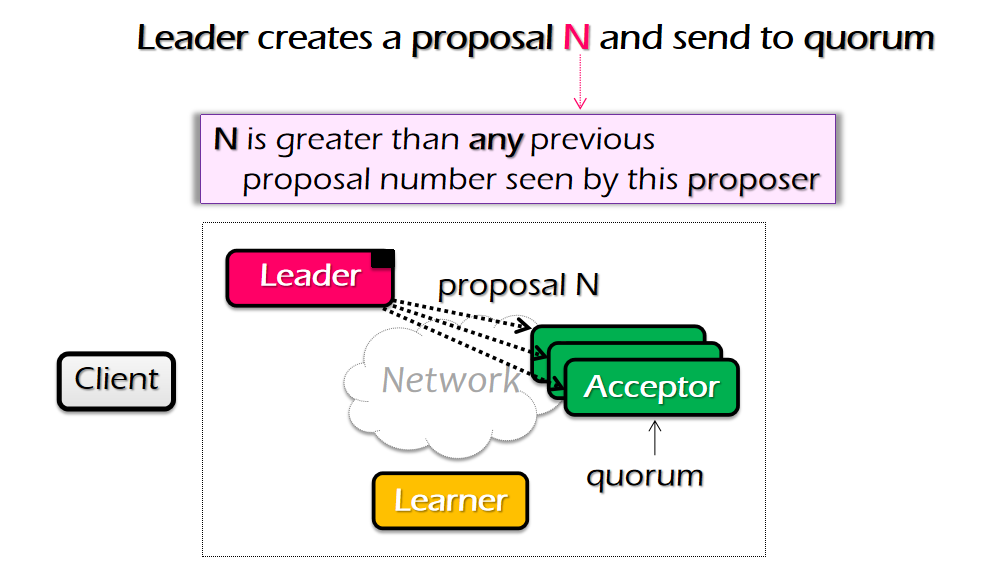 Leader creates a proposal N and send to quorum
N is greater than any previous
proposal number seen by this proposer
Leader
proposal N
Network
Client
Acceptor
quorum
Learner